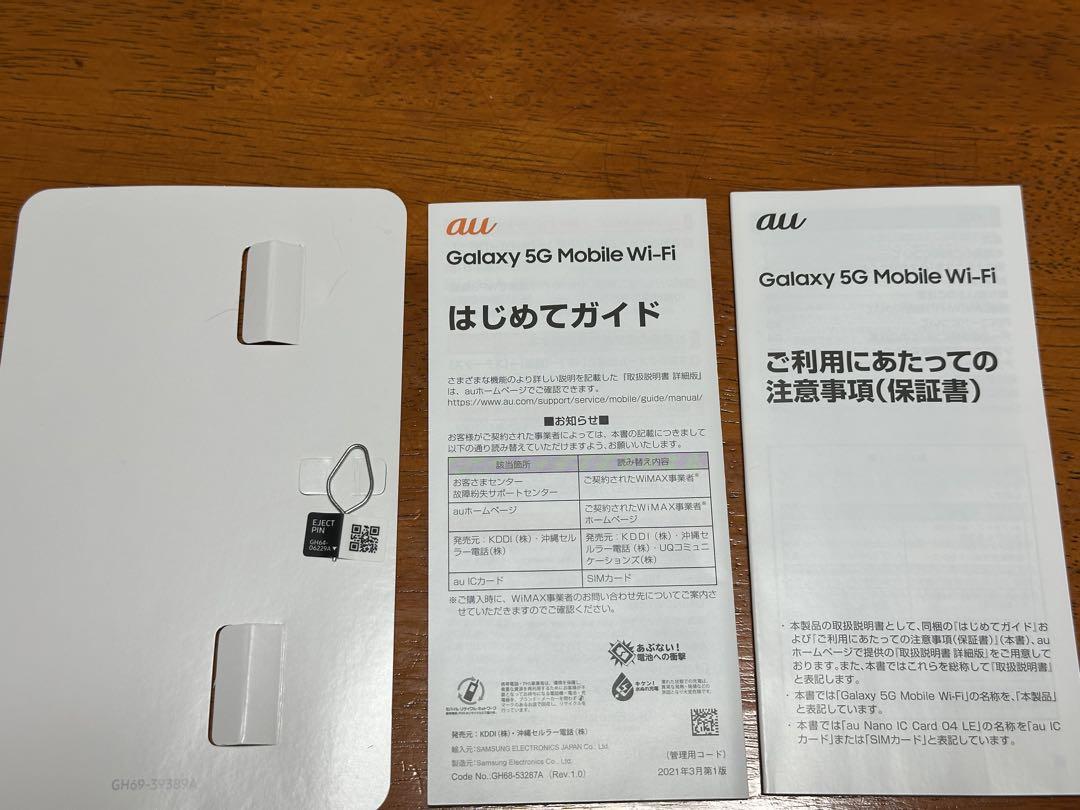 EJECT
PIN
GH64-
06229A▼
GH69-39389A
au
Galaxy 5G Mobile Wi-Fi
はじめてガイド
さまざまな機能のより詳しい説明を記載した『取扱説明書 詳細版』
は、auホームページでご確認できます。
https://www.au.com/support/service/mobile/guide/manual/
■お知らせ■
お客様がご契約された事業者によっては、本書の記載につきまして
以下の通り読み替えていただけますよう、お願いいたします。
該当箇所 読み替え内容
お客さまセンター
故障紛失サポートセンター
ご契約されたWiMAX事業者※
auホームページ
ご契約されたWiMAX事業者※
ホームページ
発売元：KDDI（株）・沖縄セル
ラー電話（株）
発売元：KDDI（株）・沖縄セ
ルラー電話（株）・UQコミュニ
ケーションズ（株）
au ICカード SIMカード
※ご購入時に、WiMAX事業者のお問い合わせ先についてご案内さ
せていただきますのでご確認ください。
あぶない！
電池への衝撃
モバイル・リサイクル・ネットワーク
キケン！
水ぬれ充電
発売元：KDDI（株）・沖縄セルラー電話（株）
輸入元：SAMSUNG ELECTRONICS JAPAN Co., Ltd.
製造元：Samsung Electronics Co., Ltd.
Code No.:GH68-53287A（Rev.1.0）
（管理用コード）
2021年3月第1版
au
Galaxy 5G Mobile Wi-Fi
ご利用にあたっての
注意事項（保証書）
・本製品の取扱説明書として、同梱の『はじめてガイド』お
よび『ご利用にあたっての注意事項（保証書）』（本書）、au
ホームページで提供の『取扱説明書 詳細版』をご用意して
おります。また、本書ではこれらを総称して『取扱説明書』
と表記します。
・本書では「Galaxy 5G Mobile Wi-Fi」の名称を、「本製品」
と表記しています。
・本書では「au Nano IC Card 04 LE」の名称を「au IC
カード」または「SIMカード」と表記しています。